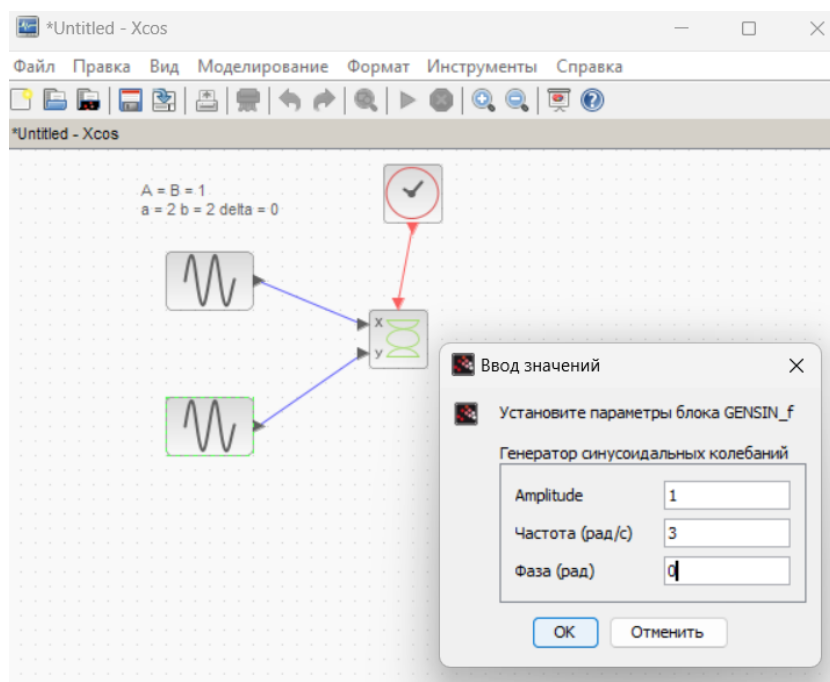 *Untitled - Xcos
Файл Правка Вид Моделирование Формат Инструменты Справка
*Untitled - Xcos
A = B = 1
a = 2 b = 2 delta = 0
x
y
Ввод значений
Установите параметры блока GENSIN_f
Генератор синусоидальных колебаний
Amplitude 1
Частота (рад/с) 3
Фаза (рад) 0
OK Отменить